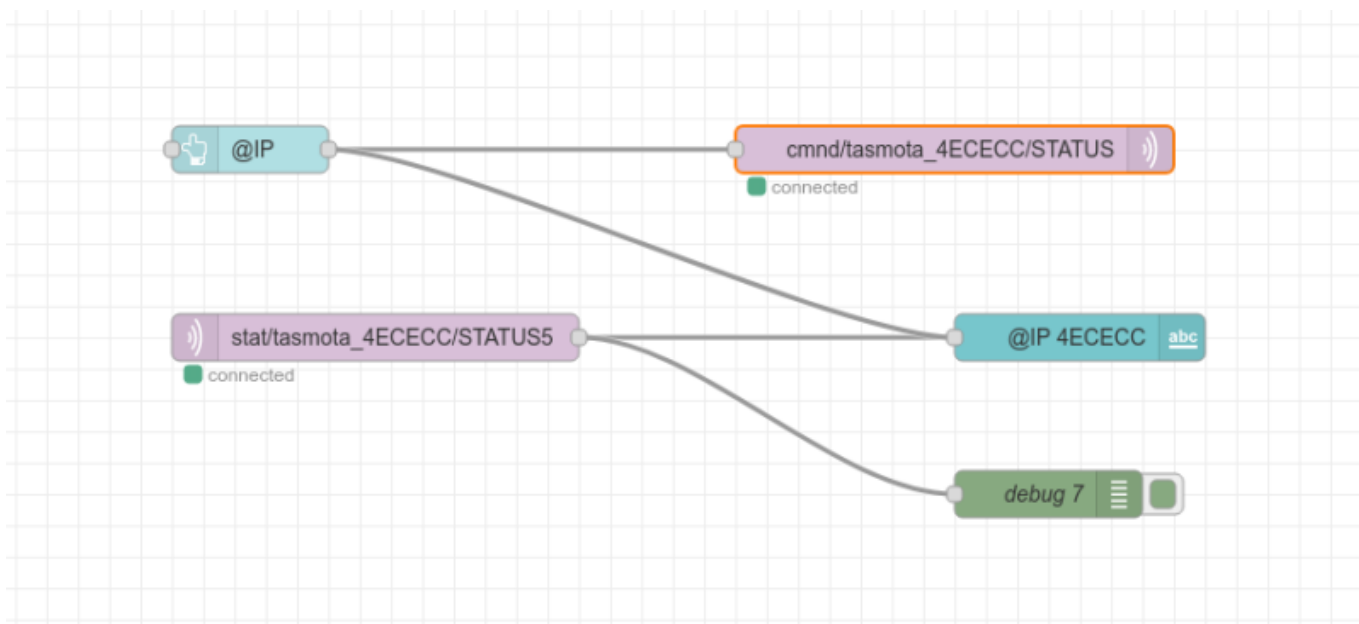 @IP
cmnd/tasmota_4ECECC/STATUS
connected
stat/tasmota_4ECECC/STATUS5
@IP 4ECECC
abc
connected
debug 7